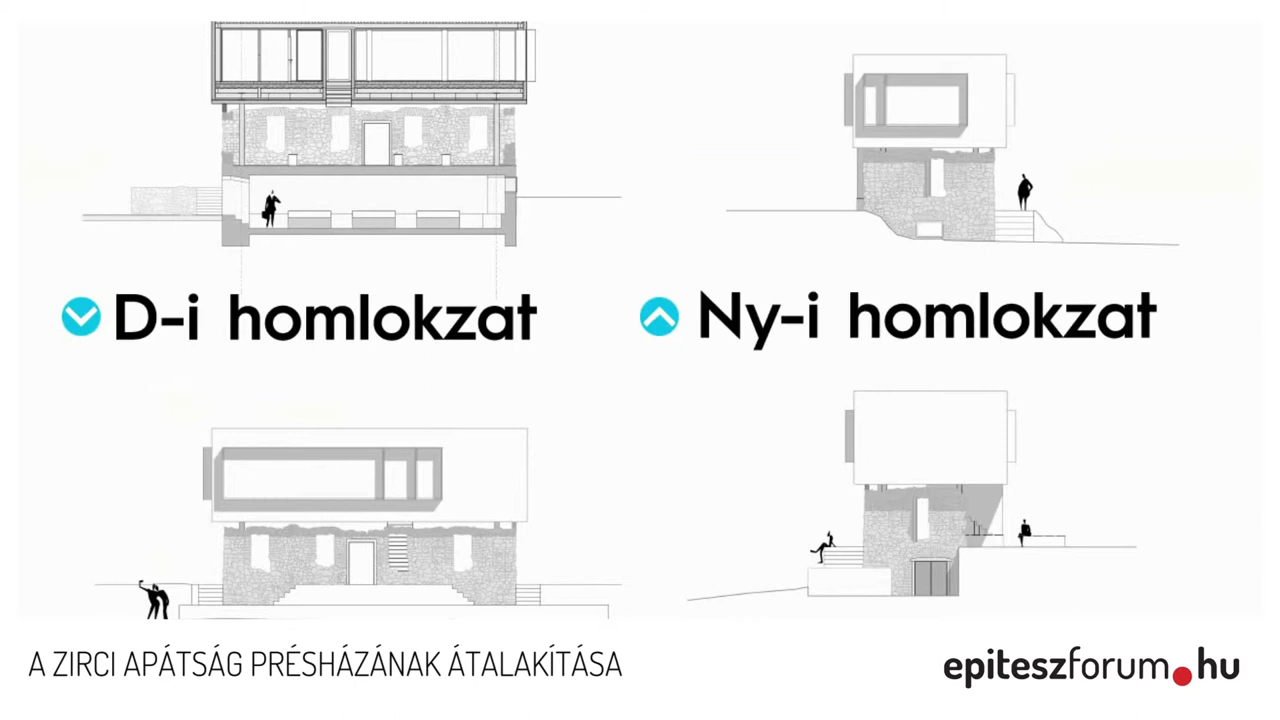 D-i homlokzat
Ny-i homlokzat
A ZIRCI APÁTSÁG PRÉSHÁZÁNAK ÁTALAKÍTÁSA
epiteszforum.hu